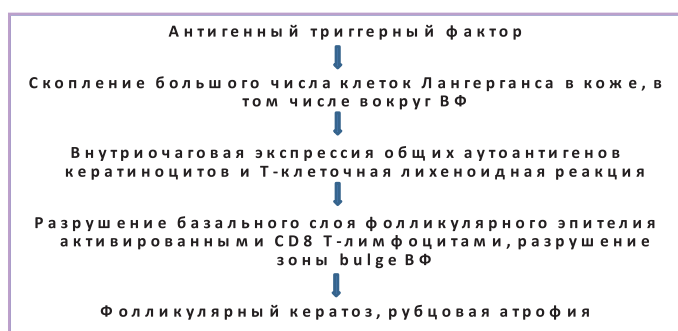 Антигенный триггерный фактор
Скопление большого числа клеток Лангерганса в коже, в
том числе вокруг ВФ
Внутриочаговая экспрессия общих аутоантигенов
кератиноцитов и Т-клеточная лихеноидная реакция
Разрушение базального слоя фолликулярного эпителия
активированными CD8 Т-лимфоцитами, разрушение
зоны bulge ВФ
Фолликулярный кератоз, рубцовая атрофия